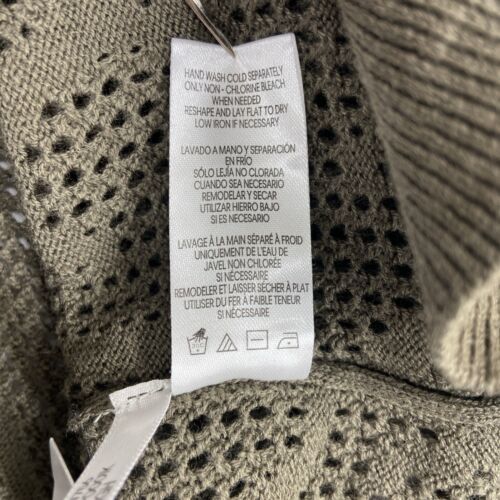 HAND WASH COLD SEPARATELY
ONLY NON - CHLORINE BLEACH
WHEN NEEDED
RESHAPE AND LAY FLAT TO DRY
LOW IRON IF NECESSARY
LAVADO A MANO Y SEPARACIÓN
EN FRÍO
SÓLO LEJÍA NO CLORADA
CUANDO SEA NECESARIO
REMODELAR Y SECAR
UTILIZAR HIERRO BAJO
SI ES NECESARIO
LAVAGE À LA MAIN SÉPARÉ À FROID
UNIQUEMENT DE L'EAU DE
JAVEL NON CHLORÉE
SI NÉCESSAIRE
REMODELER ET LAISSER SÉCHER À PLAT
UTILISER DU FER À FAIBLE TENEUR
SI NÉCESSAIRE